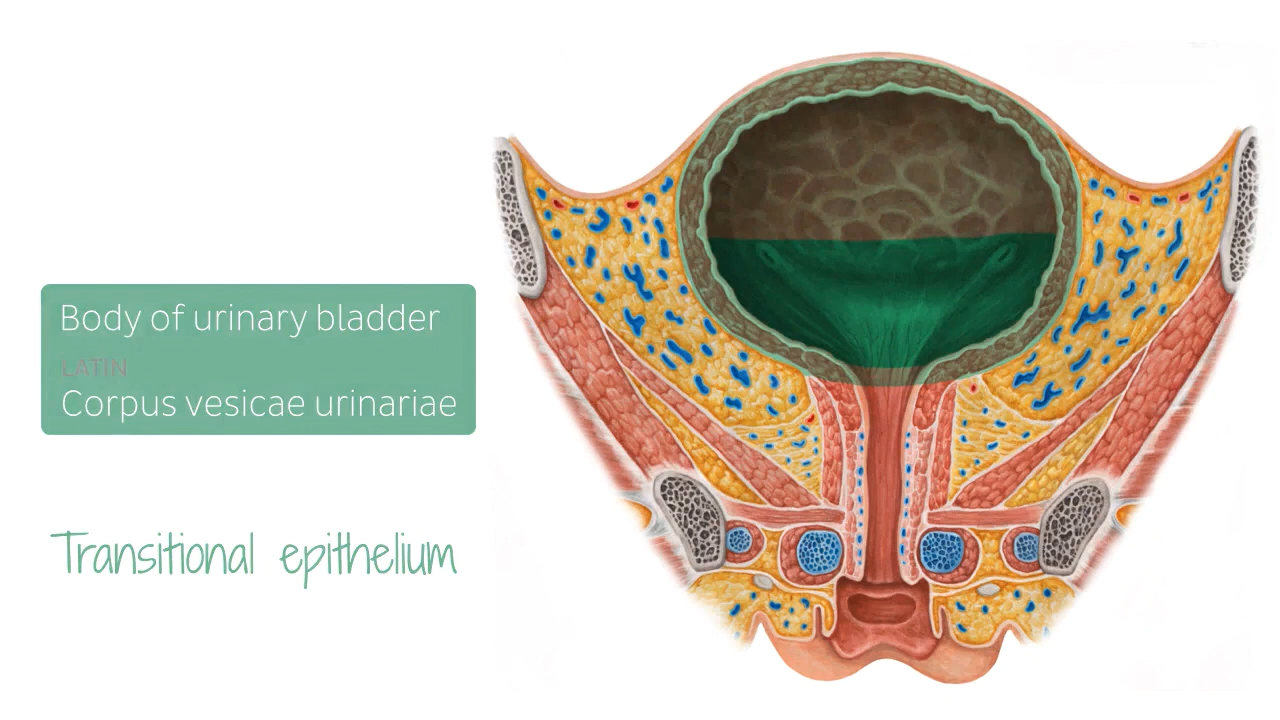 Body of urinary bladder
LATIN
Corpus vesicae urinariae
Transitional epithelium